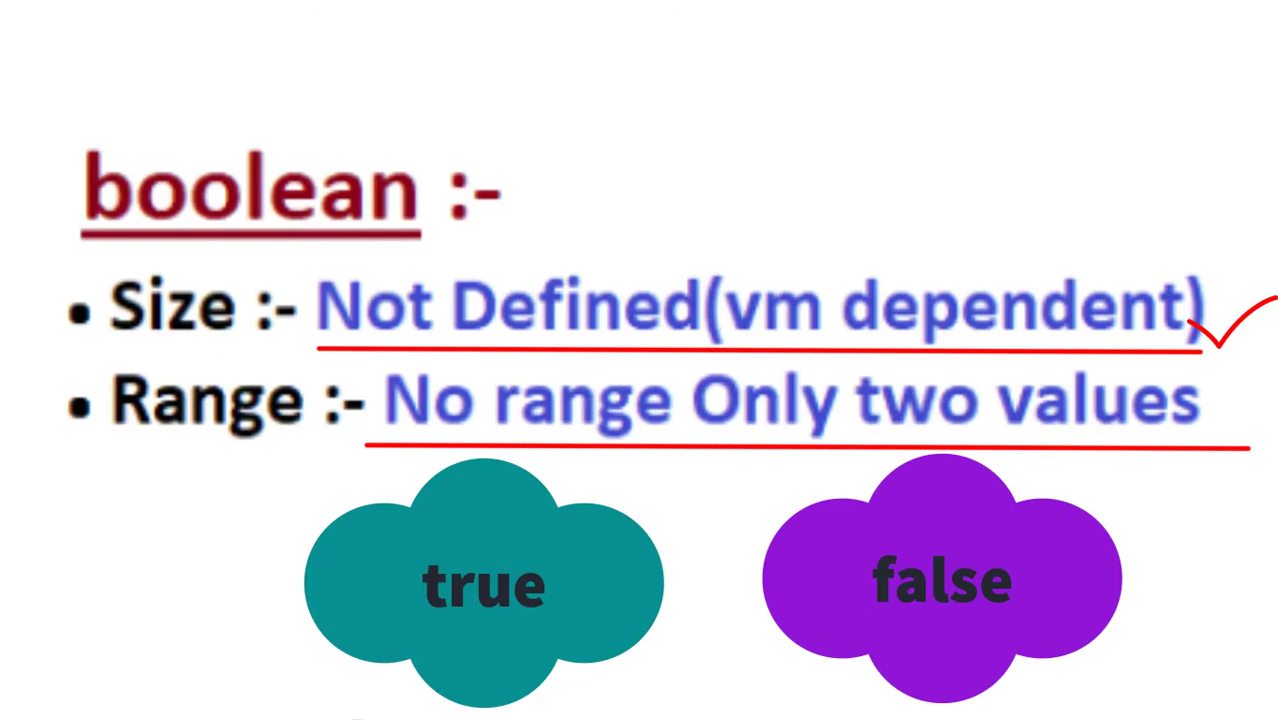 boolean :-
• Size :- Not Defined(vm dependent)
• Range :- No range Only two values
true
false